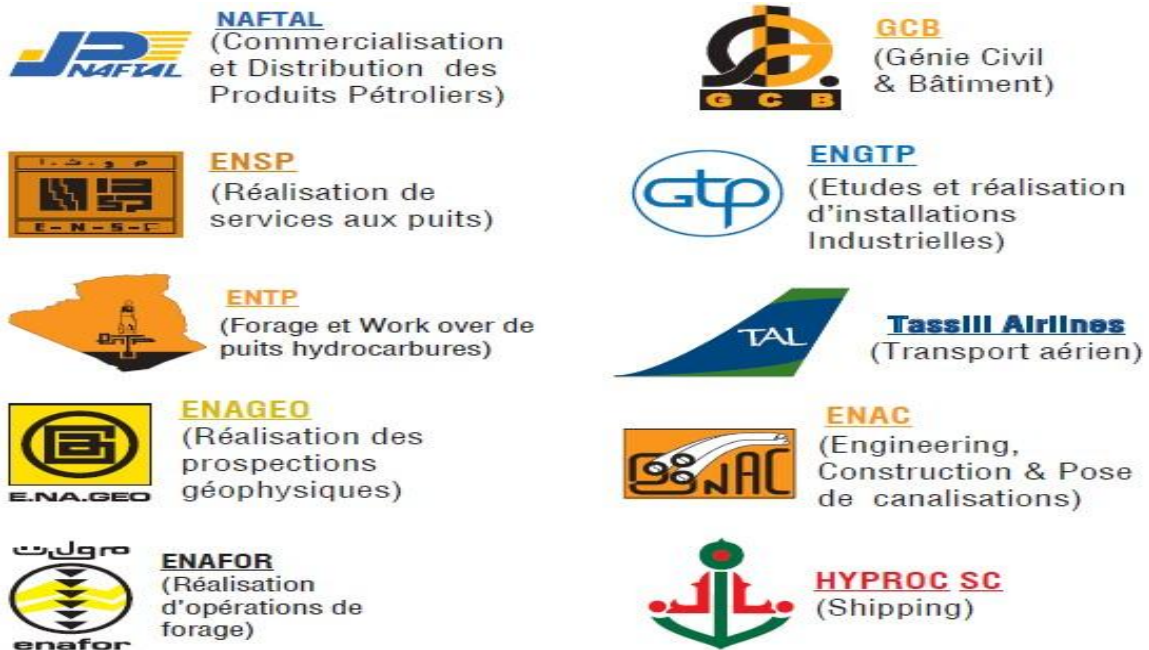 NAFTAL
(Commercialisation
et Distribution des
Produits Pétroliers)
NAFTAL
GCB
(Génie Civil
& Bâtiment)
G C B
ENSP
(Réalisation de
services aux puits)
E-N-S-P
ENGTP
(Etudes et réalisation
d'installations
Industrielles)
Gtp
ENTP
(Forage et Work over de
puits hydrocarbures)
Tassili Airlines
(Transport aérien)
TAL
ENAGEO
(Réalisation des
prospections
géophysiques)
E.NA.GEO
ENAC
(Engineering,
Construction & Pose
de canalisations)
ENAC
ENAFOR
(Réalisation
d'opérations de
forage)
enafor
HYPROC SC
(Shipping)